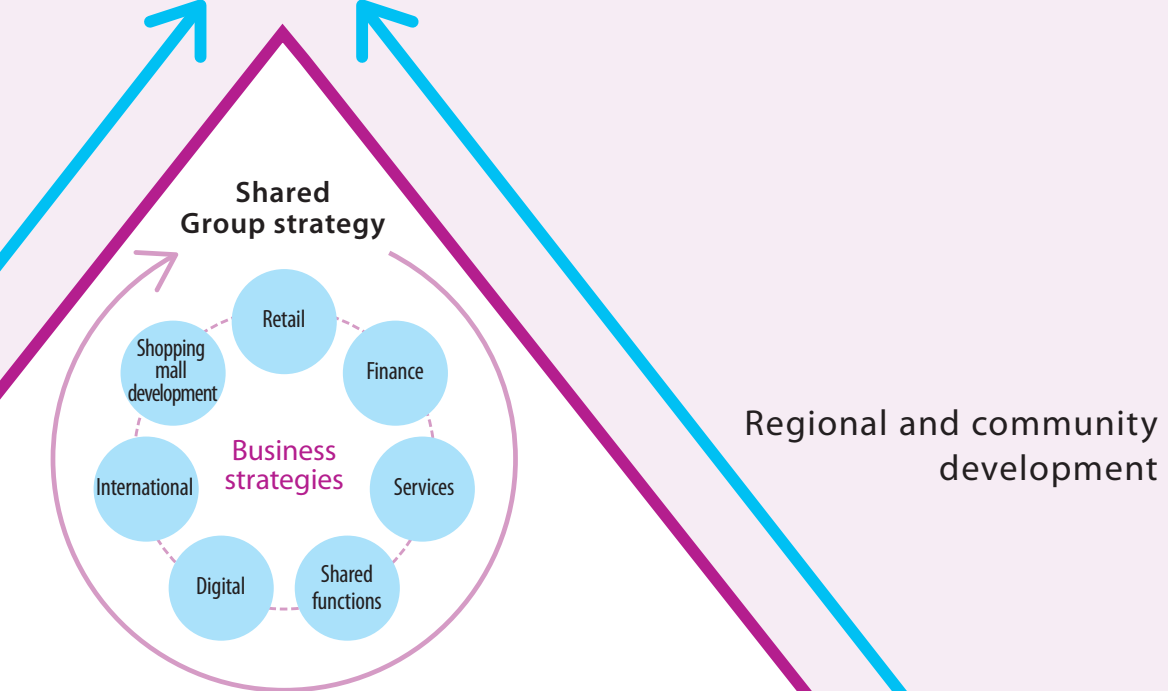 Shared
Group strategy
Retail
Shopping
mall
development
Finance
Business
strategies
International
Services
Digital
Shared
functions
Regional and community
development